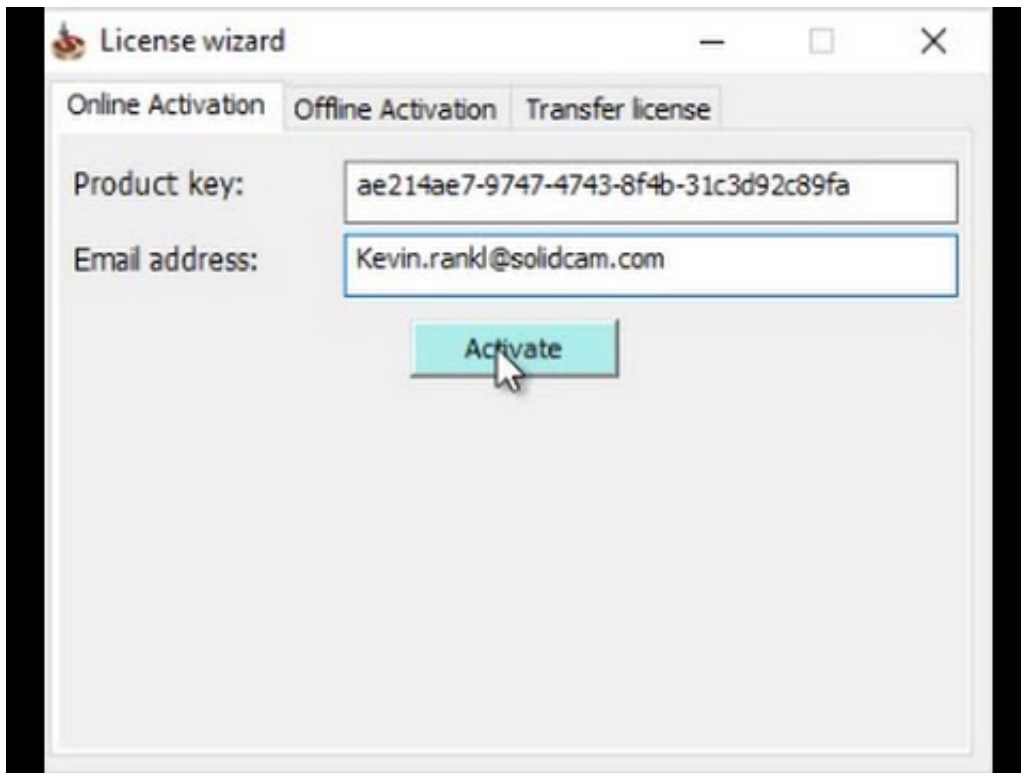 License wizard
Online Activation Offline Activation Transfer license
Product key: ae214ae7-9747-4743-8f4b-31c3d92c89fa
Email address: Kevin.rankl@solidcam.com
Activate